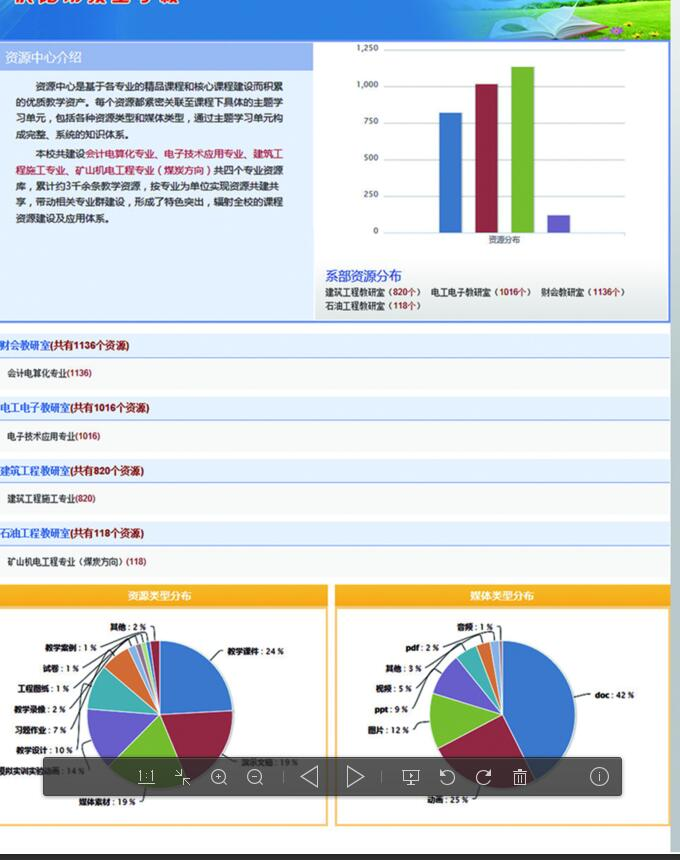 资源中心介绍
资源中心是基于各专业的精品课程和核心课程建设而积累
的优质教学资产。每个资源都紧密关联至课程下具体的主题学
习单元，包括各种资源类型和媒体类型，通过主题学习单元构
成完整、系统的知识体系。
本校共建设会计电算化专业、电子技术应用专业、建筑工
程施工专业、矿山机电工程专业（煤炭方向）共四个专业资源
库，累计约3千余条教学资源，按专业为单位实现资源共建共
享，带动相关专业群建设，形成了特色突出，辐射全校的课程
资源建设及应用体系。
1,250
1,000
750
500
250
0
资源分布
系部资源分布
建筑工程教研室（820个） 电工电子教研室（1016个） 财会教研室（1136个）
石油工程教研室（118个）
财会教研室(共有1136个资源)
会计电算化专业(1136)
电工电子教研室(共有1016个资源)
电子技术应用专业(1016)
建筑工程教研室(共有820个资源)
建筑工程施工专业(820)
石油工程教研室(共有118个资源)
矿山机电工程专业（煤炭方向）(118)
资源类型分布
其他：2 %
教学案例：1 %
试卷：1 %
工程图纸：1 %
教学录像：2 %
习题作业：7 %
教学设计：10 %
模拟实训实验动画：14 %
媒体素材：19 %
演示文稿：19 %
教学课件：24 %
媒体类型分布
音频：1 %
pdf：2 %
其他：3 %
视频：5 %
ppt：9 %
图片：12 %
动画：25 %
doc：42 %
1:1